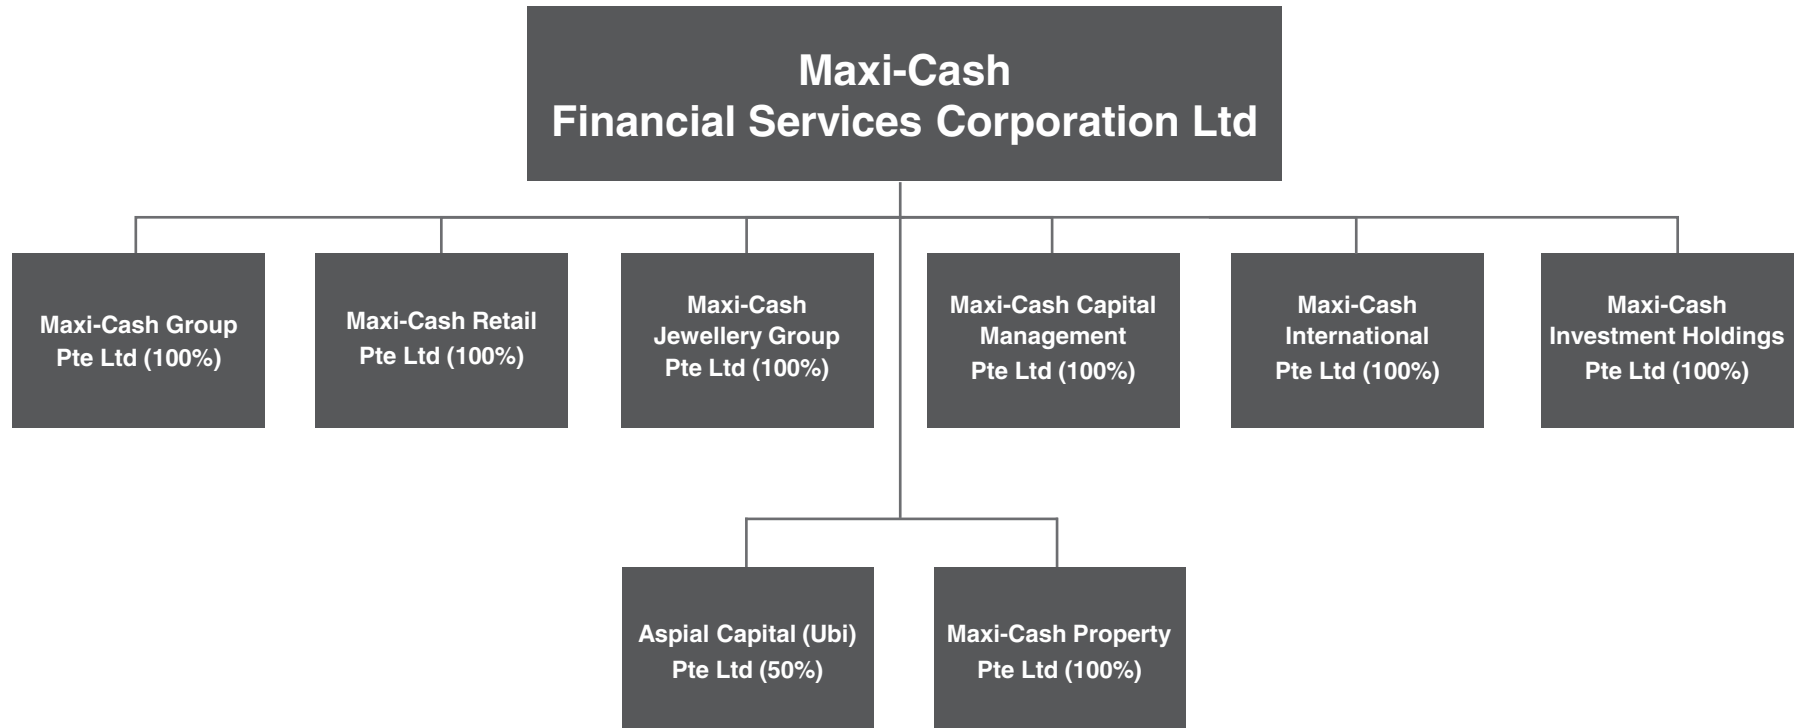 Maxi-Cash
Financial Services Corporation Ltd
Maxi-Cash Group
Pte Ltd (100%)
Maxi-Cash Retail
Pte Ltd (100%)
Maxi-Cash
Jewellery Group
Pte Ltd (100%)
Maxi-Cash Capital
Management
Pte Ltd (100%)
Maxi-Cash
International
Pte Ltd (100%)
Maxi-Cash
Investment Holdings
Pte Ltd (100%)
Aspial Capital (Ubi)
Pte Ltd (50%)
Maxi-Cash Property
Pte Ltd (100%)